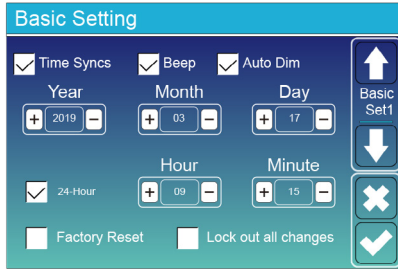 Basic Setting
Time Syncs Beep Auto Dim
Year Month Day
+ 2019 − + 03 − + 17 −
Basic
Set1
Hour Minute
24-Hour + 09 − + 15 −
Factory Reset Lock out all changes